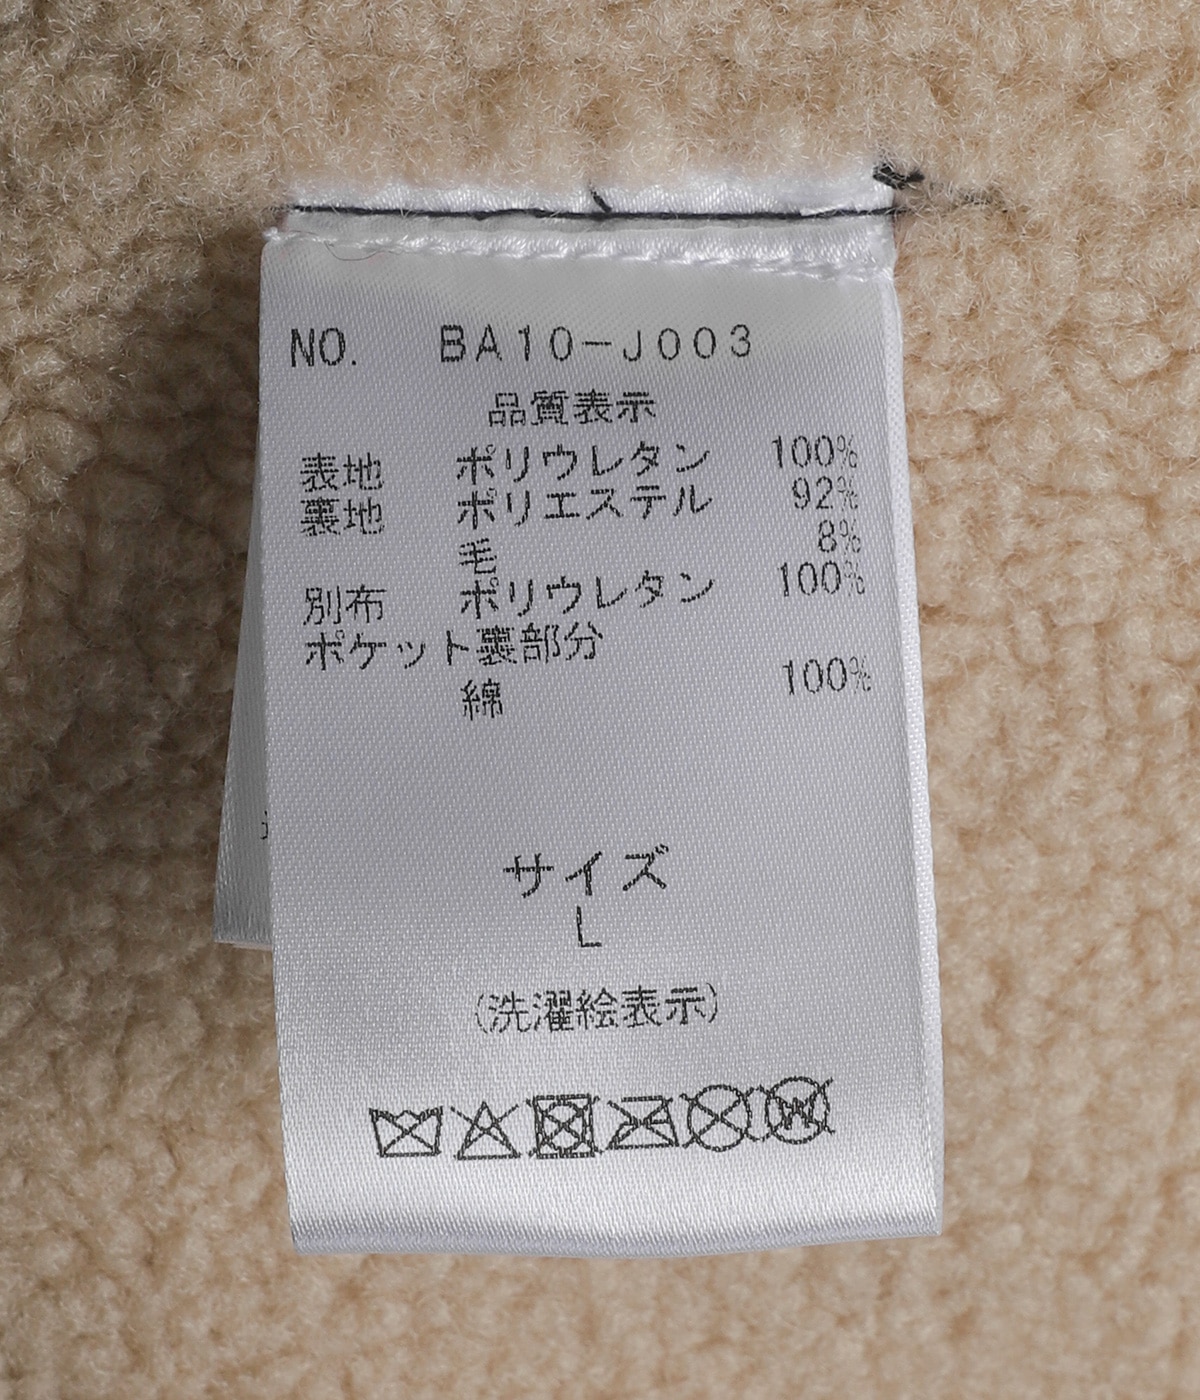 NO. BA10-J003
品質表示
表地 ポリウレタン 100%
裏地 ポリエステル 92%
毛 8%
別布 ポリウレタン 100%
ポケット裏部分
綿 100%
サイズ
L
(洗濯絵表示)
W